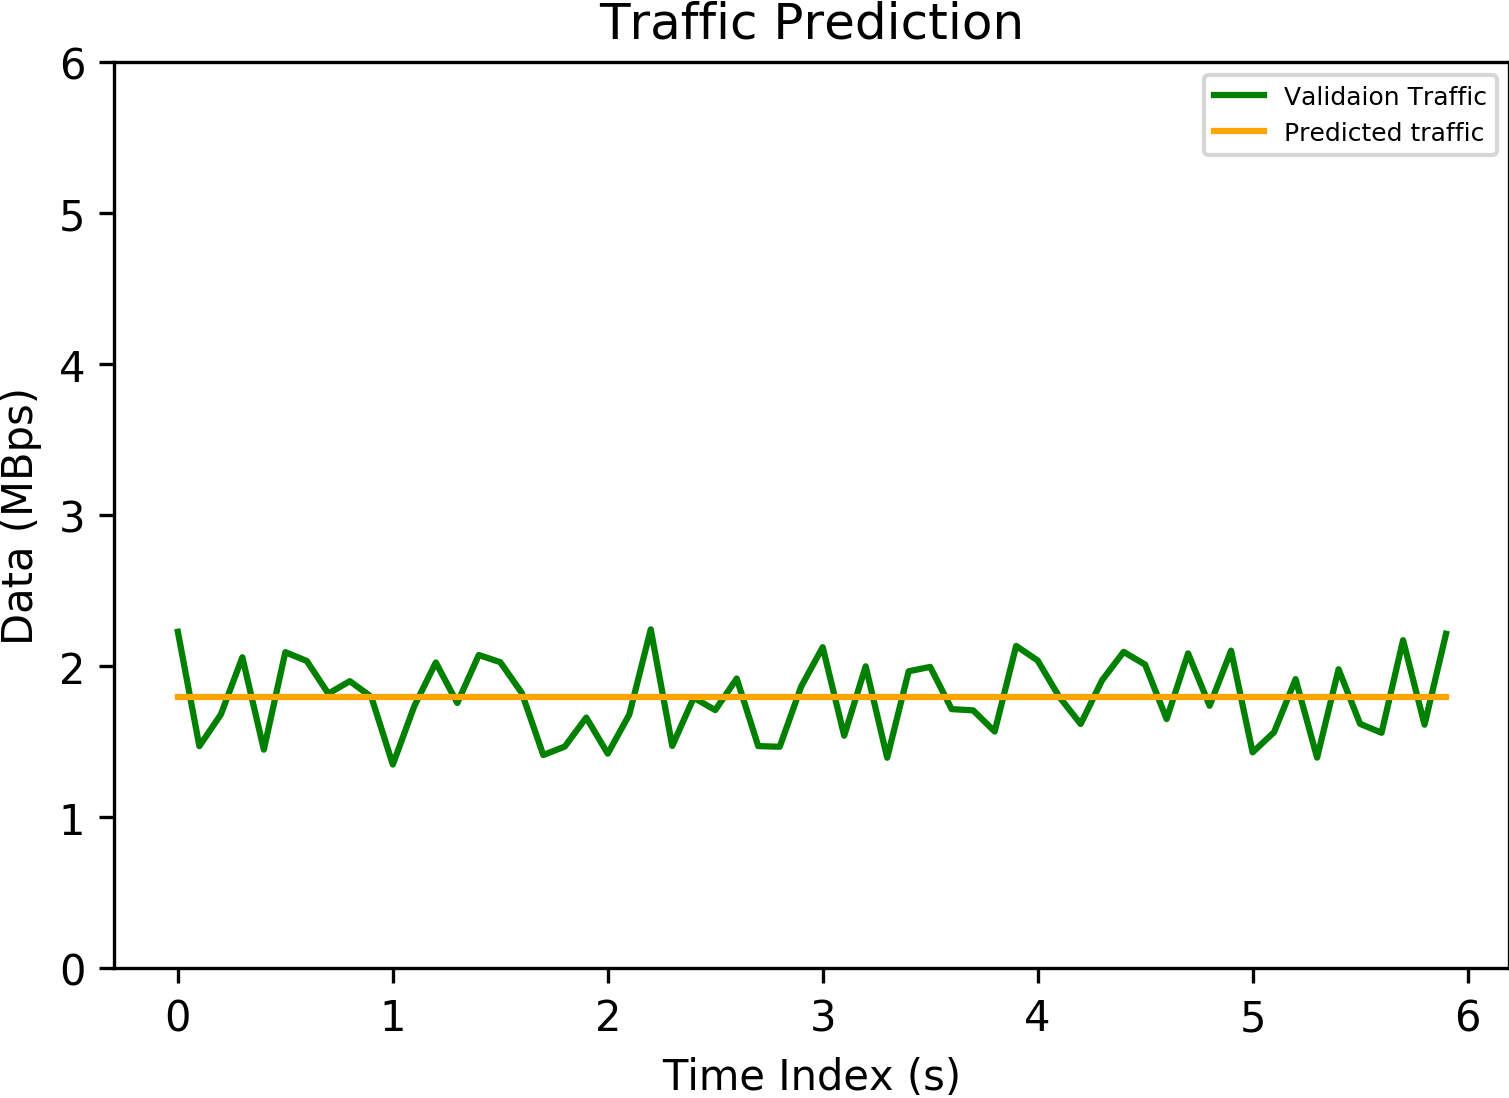 Traffic Prediction
Validaion Traffic
Predicted traffic
Data (MBps)
6
5
4
3
2
1
0
0 1 2 3 4 5 6
Time Index (s)